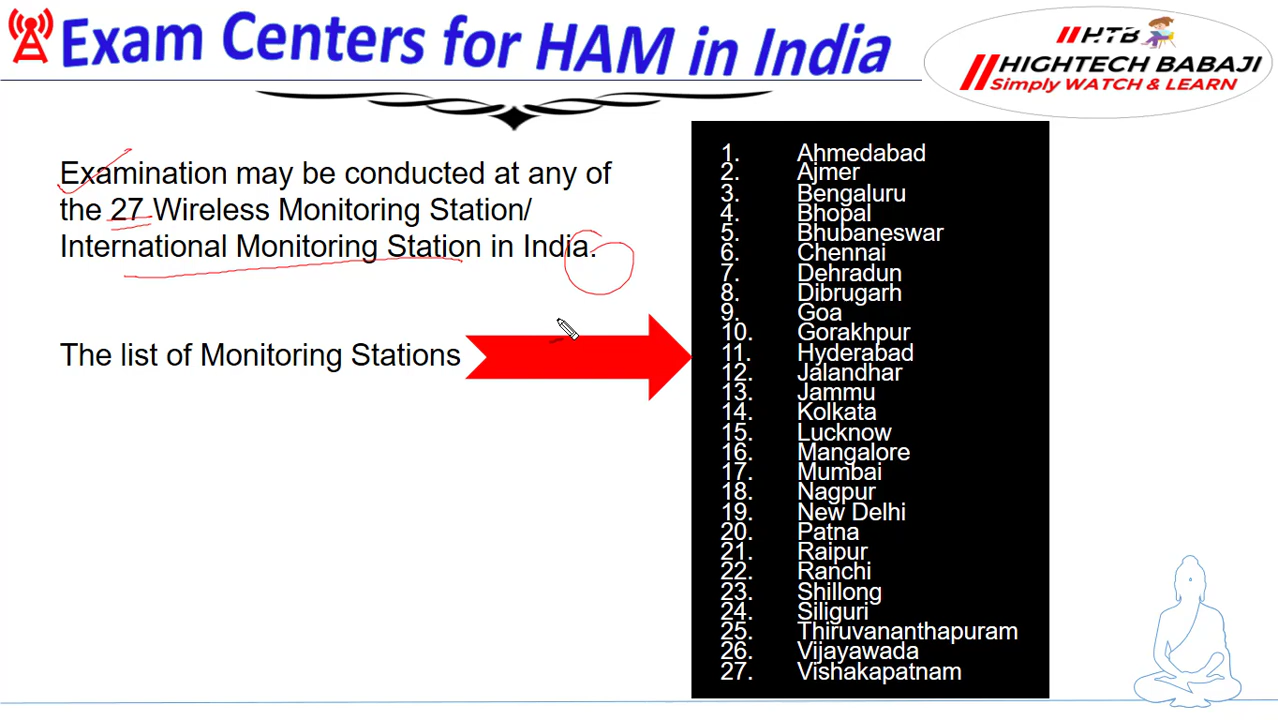 Exam Centers for HAM in India
HTB
HIGHTECH BABAJI
Simply WATCH & LEARN
Examination may be conducted at any of
the 27 Wireless Monitoring Station/
International Monitoring Station in India.
The list of Monitoring Stations
1. Ahmedabad
2. Ajmer
3. Bengaluru
4. Bhopal
5. Bhubaneswar
6. Chennai
7. Dehradun
8. Dibrugarh
9. Goa
10. Gorakhpur
11. Hyderabad
12. Jalandhar
13. Jammu
14. Kolkata
15. Lucknow
16. Mangalore
17. Mumbai
18. Nagpur
19. New Delhi
20. Patna
21. Raipur
22. Ranchi
23. Shillong
24. Siliguri
25. Thiruvananthapuram
26. Vijayawada
27. Vishakapatnam